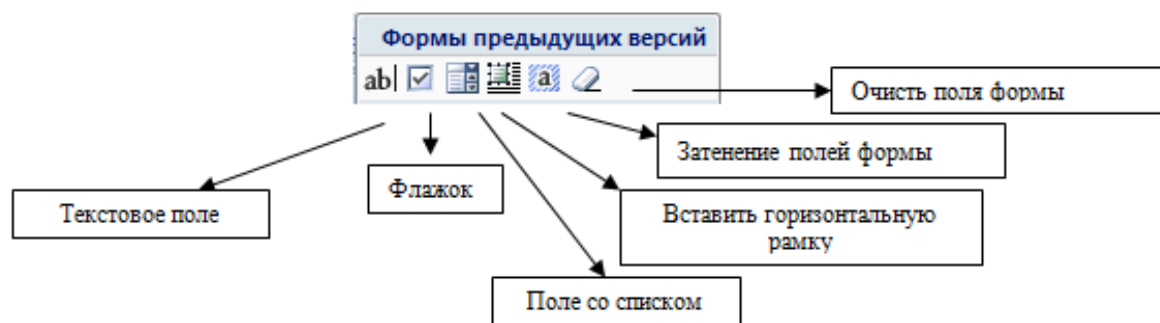 Формы предыдущих версий
ab
a
Очисть поля формы
Затенение полей формы
Флажок
Текстовое поле
Вставить горизонтальную
рамку
Поле со списком